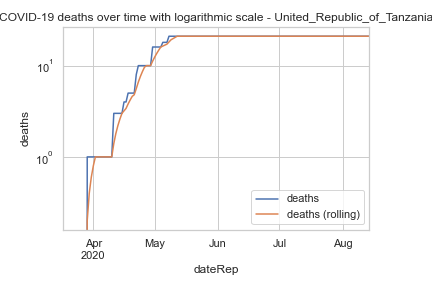 COVID-19 deaths over time with logarithmic scale - United_Republic_of_Tanzania
10¹
10⁰
deaths
deaths
deaths (rolling)
Apr
2020
May
Jun
Jul
Aug
dateRep